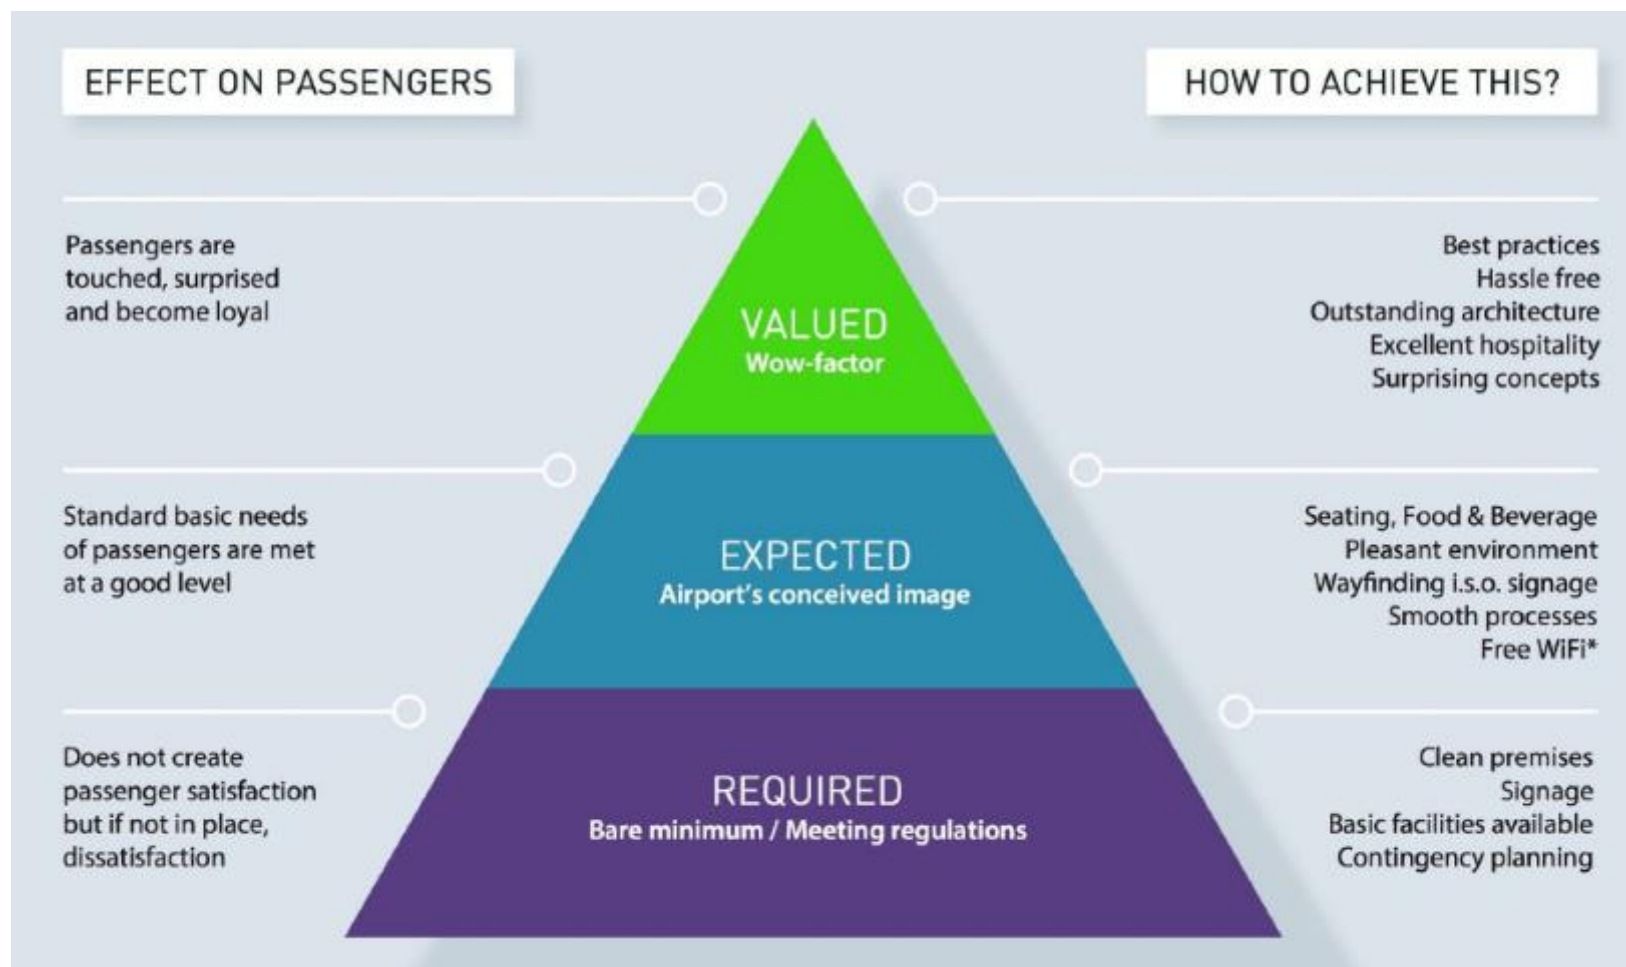 EFFECT ON PASSENGERS
HOW TO ACHIEVE THIS?
Passengers are
touched, surprised
and become loyal
VALUED
Wow-factor
Best practices
Hassle free
Outstanding architecture
Excellent hospitality
Surprising concepts
Standard basic needs
of passengers are met
at a good level
EXPECTED
Airport's conceived image
Seating, Food & Beverage
Pleasant environment
Wayfinding i.s.o. signage
Smooth processes
Free WiFi*
Does not create
passenger satisfaction
but if not in place,
dissatisfaction
REQUIRED
Bare minimum / Meeting regulations
Clean premises
Signage
Basic facilities available
Contingency planning